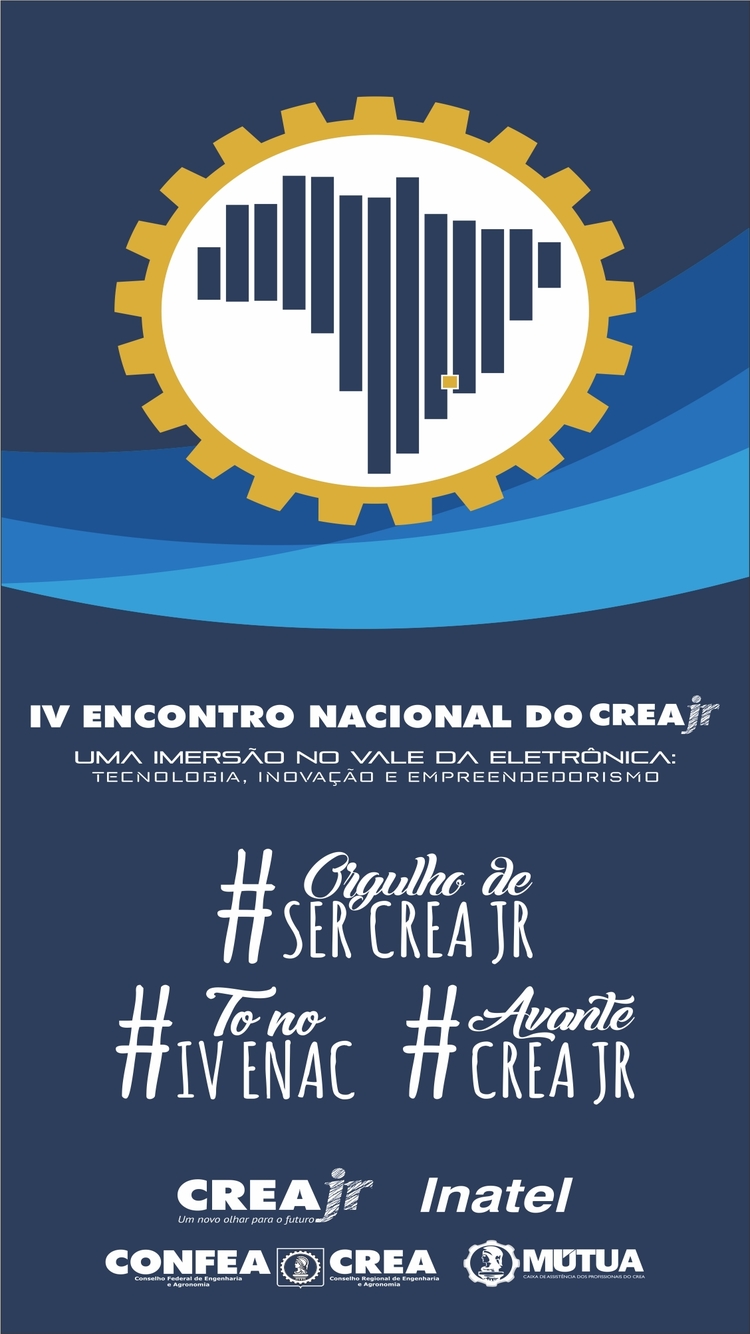 IV ENCONTRO NACIONAL DO CREAjr
UMA IMERSÃO NO VALE DA ELETRÔNICA:
TECNOLOGIA, INOVAÇÃO E EMPREENDEDORISMO
#Orgulho de
SER CREA JR
#To no
IV ENAC
#Avante
CREA JR
CREAjr
Um novo olhar para o futuro
Inatel
CONFEA
Conselho Federal de Engenharia
e Agronomia
CREA
Conselho Regional de Engenharia
e Agronomia
MÚTUA
CAIXA DE ASSISTÊNCIA DOS PROFISSIONAIS DO CREA